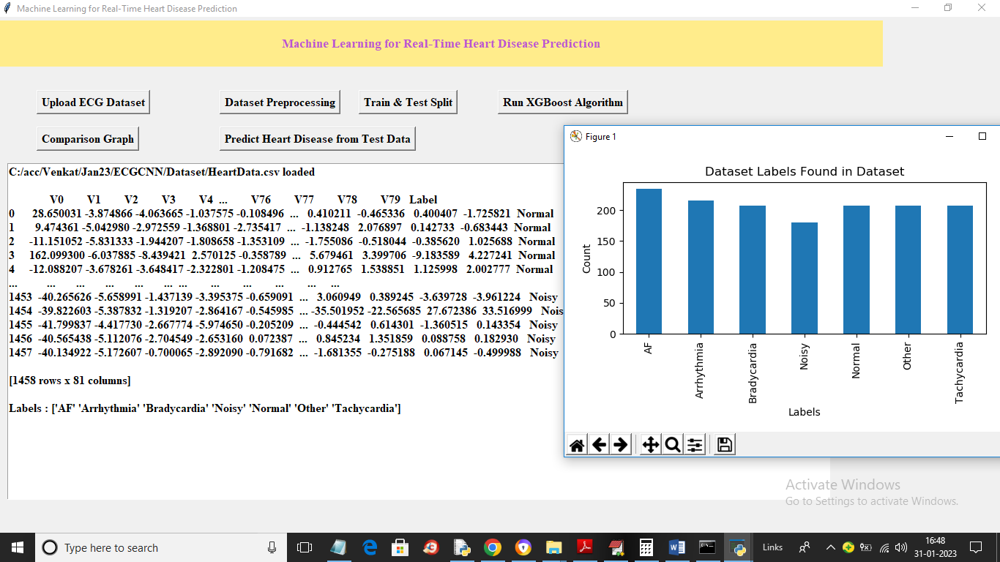 Machine Learning for Real-Time Heart Disease Prediction
Machine Learning for Real-Time Heart Disease Prediction
Upload ECG Dataset Dataset Preprocessing Train & Test Split Run XGBoost Algorithm
Comparison Graph Predict Heart Disease from Test Data
C:/acc/Venkat/Jan23/ECGCNN/Dataset/HeartData.csv loaded
V0 V1 V2 V3 V4 ... V76 V77 V78 V79 Label
0 28.650031 -3.874866 -4.063665 -1.037575 -0.108496 ... 0.410211 -0.465336 0.400407 -1.725821 Normal
1 9.474361 -5.042980 -2.972559 -1.368801 -2.735417 ... -1.138248 2.076897 0.142733 -0.683443 Normal
2 -11.151052 -5.831333 -1.944207 -1.808658 -1.353109 ... -1.755086 -0.518044 -0.385620 1.025688 Normal
3 162.099300 -6.037885 -8.439421 2.570125 -0.358789 ... 5.679461 3.399706 -9.183589 4.227241 Normal
4 -12.088207 -3.678261 -3.648417 -2.322801 -1.208475 ... 0.912765 1.538851 1.125998 2.002777 Normal
... ... ... ... ... ... ... ... ... ... ... ...
1453 -40.265626 -5.658991 -1.437139 -3.395375 -0.659091 ... 3.060949 0.389245 -3.639728 -3.961224 Noisy
1454 -39.822603 -5.387832 -1.319207 -2.864167 -0.545985 ... -35.501952 -22.565685 27.672386 33.516999 Nois
1455 -41.799837 -4.417730 -2.667774 -5.974650 -0.205209 ... -0.444542 0.614301 -1.360515 0.143354 Noisy
1456 -40.565438 -5.112076 -2.704549 -2.653160 0.072387 ... 0.845234 1.351859 0.088758 0.182930 Noisy
1457 -40.134922 -5.172607 -0.700065 -2.892090 -0.791682 ... -1.681355 -0.275188 0.067145 -0.499988 Noisy
[1458 rows x 81 columns]
Labels : ['AF' 'Arrhythmia' 'Bradycardia' 'Noisy' 'Normal' 'Other' 'Tachycardia']
Figure 1
Dataset Labels Found in Dataset
200
150
100
50
0
Count
AF Arrhythmia Bradycardia Noisy Normal Other Tachycardia
Labels
Activate Windows
Go to Settings to activate Windows.
Type here to search
Links
16:48
31-01-2023